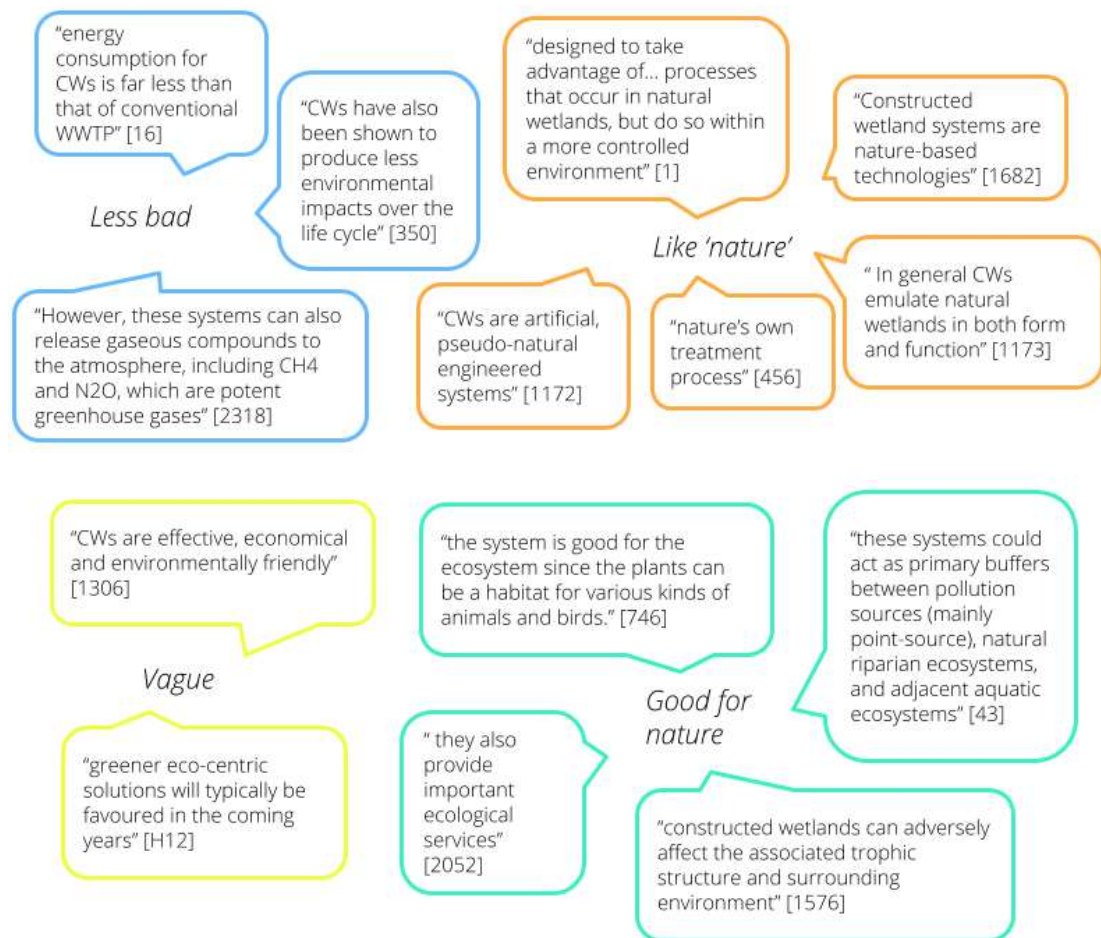 “energy
consumption for
CWs is far less than
that of conventional
WWTP” [16]
“CWs have also
been shown to
produce less
environmental
impacts over the
life cycle” [350]
Less bad
“However, these systems can also
release gaseous compounds to
the atmosphere, including CH4
and N2O, which are potent
greenhouse gases” [2318]
“designed to take
advantage of... processes
that occur in natural
wetlands, but do so within
a more controlled
environment” [1]
“Constructed
wetland systems are
nature-based
technologies” [1682]
Like ‘nature’
“CWs are artificial,
pseudo-natural
engineered
systems” [1172]
“nature’s own
treatment
process” [456]
“ In general CWs
emulate natural
wetlands in both form
and function” [1173]
“CWs are effective, economical
and environmentally friendly”
[1306]
Vague
“greener eco-centric
solutions will typically be
favoured in the coming
years” [H12]
“the system is good for the
ecosystem since the plants can
be a habitat for various kinds of
animals and birds.” [746]
“these systems could
act as primary buffers
between pollution
sources (mainly
point-source), natural
riparian ecosystems,
and adjacent aquatic
ecosystems” [43]
Good for
nature
“ they also
provide
important
ecological
services”
[2052]
“constructed wetlands can adversely
affect the associated trophic
structure and surrounding
environment” [1576]